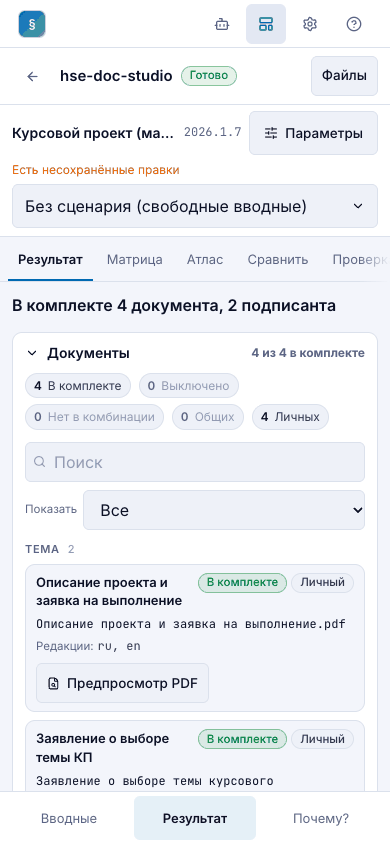 §
hse-doc-studio Готово Файлы
Курсовой проект (ма... 2026.1.7 Параметры
Есть несохранённые правки
Без сценария (свободные вводные)
Результат Матрица Атлас Сравнить Проверк
В комплекте 4 документа, 2 подписанта
Документы 4 из 4 в комплекте
4 В комплекте 0 Выключено
0 Нет в комбинации 0 Общих 4 Личных
Поиск
Показать Все
ТЕМА 2
Описание проекта и В комплекте Личный
заявка на выполнение
Описание проекта и заявка на выполнение.pdf
Редакции: ru, en
Предпросмотр PDF
Заявление о выборе В комплекте Личный
темы КП
Заявление о выборе темы курсового
Вводные Результат Почему?